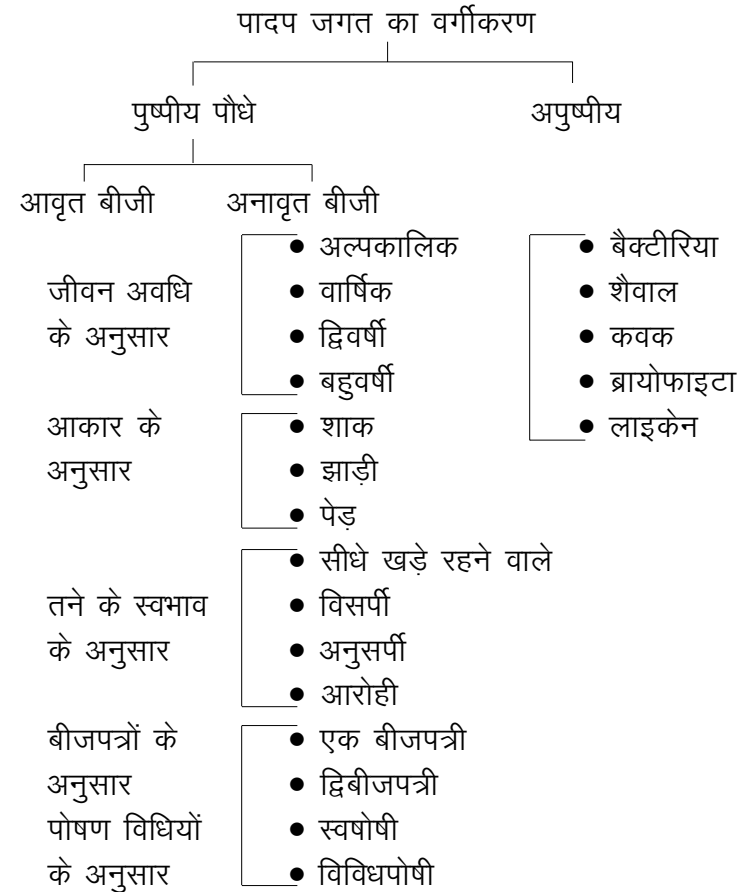 पादप जगत का वर्गीकरण
पुष्पीय पौधे अपुष्पीय
आवृत बीजी अनावृत बीजी
● अल्पकालिक ● बैक्टीरिया
जीवन अवधि ● वार्षिक ● शैवाल
के अनुसार ● द्विवर्षी ● कवक
● बहुवर्षी ● ब्रायोफाइटा
आकार के ● शाक ● लाइकेन
अनुसार ● झाड़ी
● पेड़
● सीधे खड़े रहने वाले
तने के स्वभाव ● विसर्पी
के अनुसार ● अनुसर्पी
● आरोही
बीजपत्रों के ● एक बीजपत्री
अनुसार ● द्विबीजपत्री
पोषण विधियों ● स्वषोषी
के अनुसार ● विविधपोषी